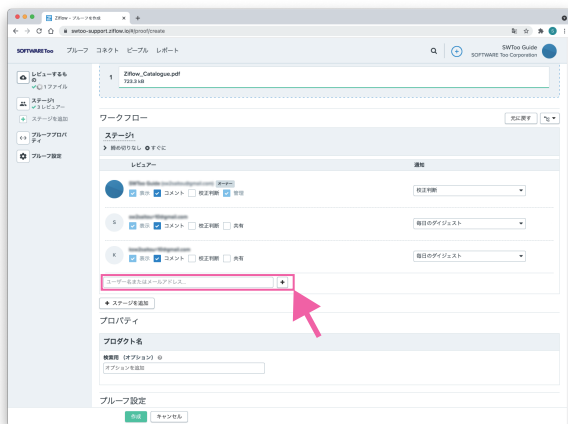 Ziflow - プルーフを作成
swtoo-support.ziflow.io/#/proof/create
SOFTWARE Too プルーフ コネクト ピープル レポート
SWToo Guide
SOFTWARE Too Corporation
レビューするもの
1 ファイル
ステージ1
3 レビュアー
ステージを追加
プルーフプロパティ
プルーフ設定
1
Ziflow_Catalogue.pdf
723.3 kB
ワークフロー
元に戻す
ステージ1
締め切りなし すぐに
レビュアー 通知
オーナー
表示 コメント 校正判断 管理
校正判断
S
表示 コメント 校正判断 共有
毎日のダイジェスト
K
表示 コメント 校正判断 共有
毎日のダイジェスト
ユーザー名またはメールアドレス...
+ ステージを追加
プロパティ
プロダクト名
検索用 (オプション)
オプションを追加
プルーフ設定
作成 キャンセル